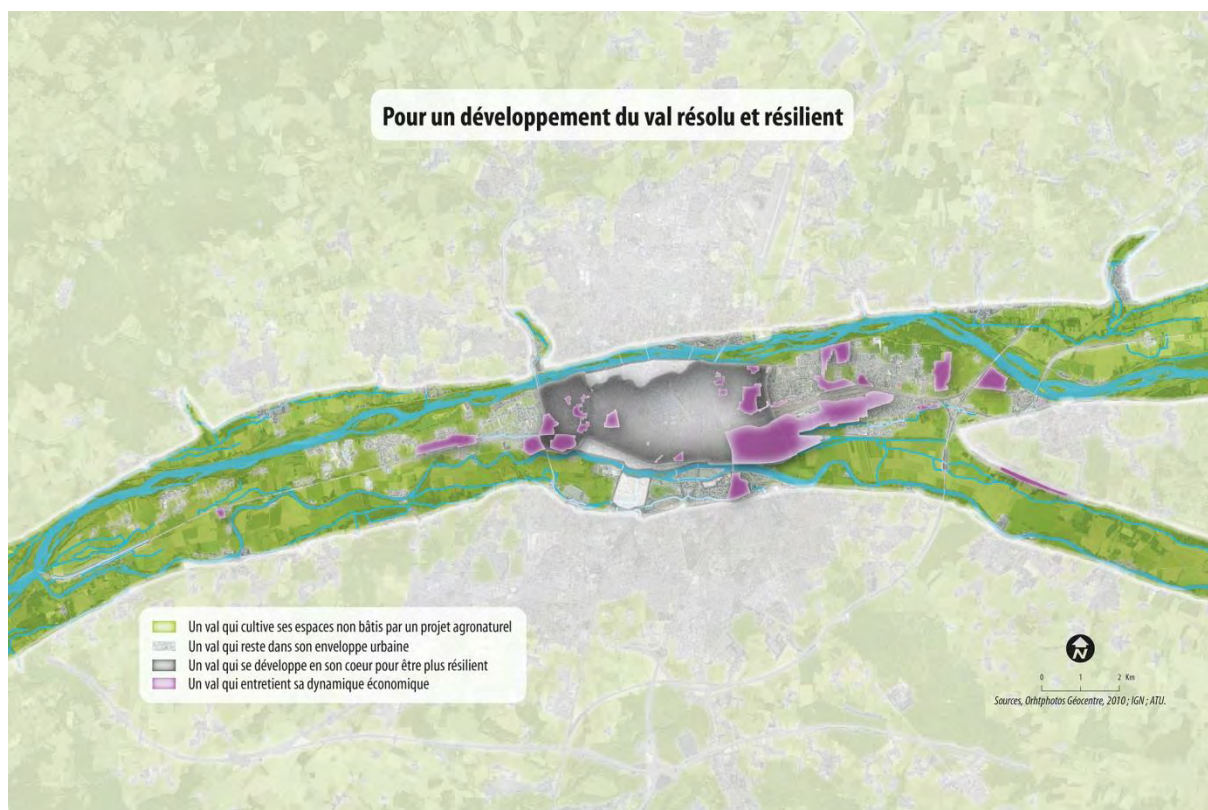 Pour un développement du val résolu et résilient
Un val qui cultive ses espaces non bâtis par un projet agronaturel
Un val qui reste dans son enveloppe urbaine
Un val qui se développe en son coeur pour être plus résilient
Un val qui entretient sa dynamique économique
N
0 1 2 Km
Sources, Orhtphotos Géocentre, 2010 ; IGN ; ATU.